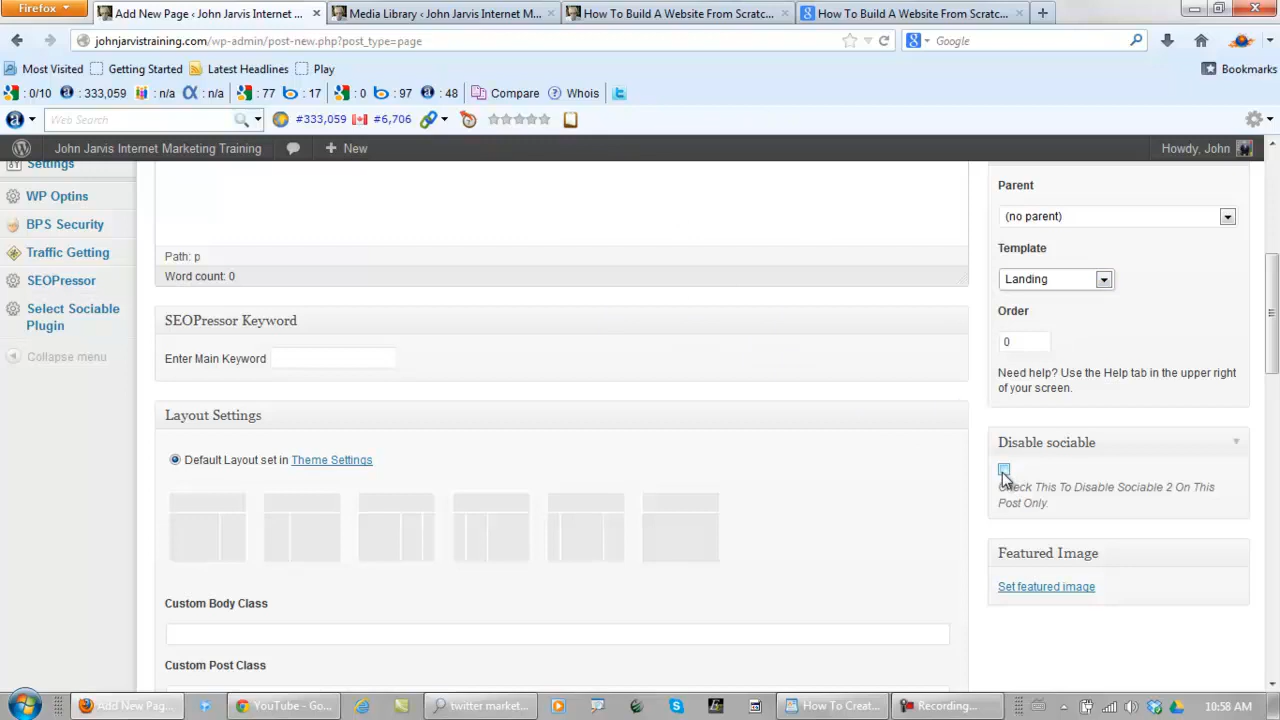 Firefox
Add New Page ‹ John Jarvis Internet ...
Media Library ‹ John Jarvis Internet M...
How To Build A Website From Scratc...
How To Build A Website From Scratc...
johnjarvistraining.com/wp-admin/post-new.php?post_type=page
Google
Most Visited
Getting Started
Latest Headlines
Play
Bookmarks
: 0/10
: 333,059
: n/a
: n/a
: 77
: 17
: 0
: 97
: 48
Compare
Whois
Web Search
#333,059
#6,706
John Jarvis Internet Marketing Training
New
Howdy, John
Settings
WP Optins
BPS Security
Traffic Getting
SEOPressor
Select Sociable
Plugin
Collapse menu
Path: p
Word count: 0
SEOPressor Keyword
Enter Main Keyword
Layout Settings
Default Layout set in Theme Settings
Custom Body Class
Custom Post Class
Parent
(no parent)
Template
Landing
Order
0
Need help? Use the Help tab in the upper right
of your screen.
Disable sociable
Check This To Disable Sociable 2 On This
Post Only.
Featured Image
Set featured image
Add New Pag...
YouTube - Go...
twitter market...
How To Creat...
Recording...
10:58 AM